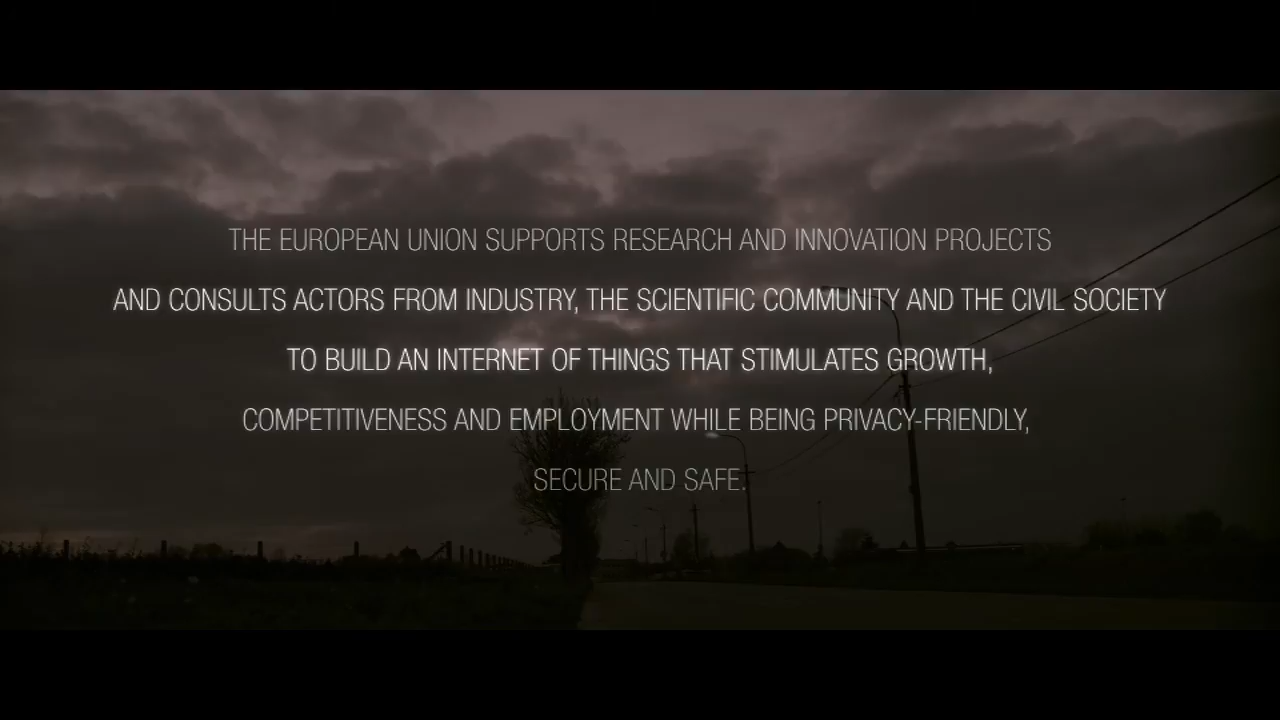 THE EUROPEAN UNION SUPPORTS RESEARCH AND INNOVATION PROJECTS
AND CONSULTS ACTORS FROM INDUSTRY, THE SCIENTIFIC COMMUNITY AND THE CIVIL SOCIETY
TO BUILD AN INTERNET OF THINGS THAT STIMULATES GROWTH,
COMPETITIVENESS AND EMPLOYMENT WHILE BEING PRIVACY-FRIENDLY,
SECURE AND SAFE.